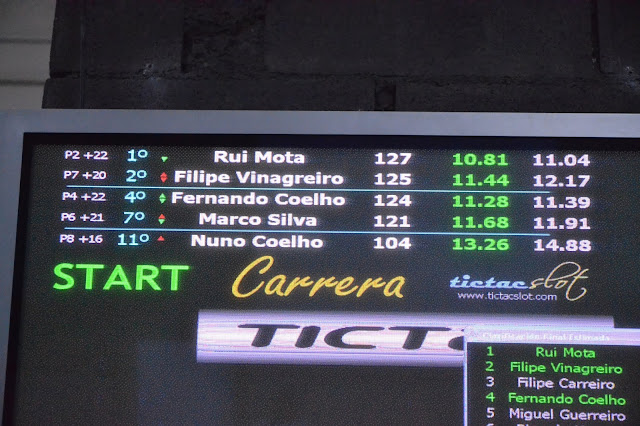 P2 +22 1º Rui Mota 127 10.81 11.04
P7 +20 2º Filipe Vinagreiro 125 11.44 12.17
P4 +22 4º Fernando Coelho 124 11.28 11.39
P6 +21 7º Marco Silva 121 11.68 11.91
P8 +16 11º Nuno Coelho 104 13.26 14.88
START Carrera tictacslot
www.tictacslot.com
TICT
Final Estimada
1 Rui Mota
2 Filipe Vinagreiro
3 Filipe Carreiro
4 Fernando Coelho
5 Miguel Guerreiro